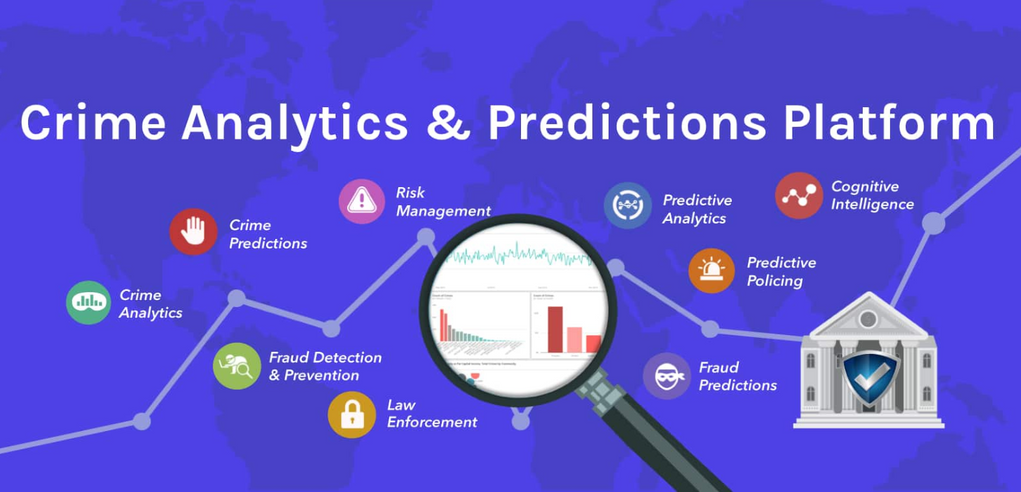 Crime Analytics & Predictions Platform
Risk
Management
Predictive
Analytics
Cognitive
Intelligence
Crime
Predictions
Predictive
Policing
Crime
Analytics
Fraud Detection
& Prevention
Fraud
Predictions
Law
Enforcement